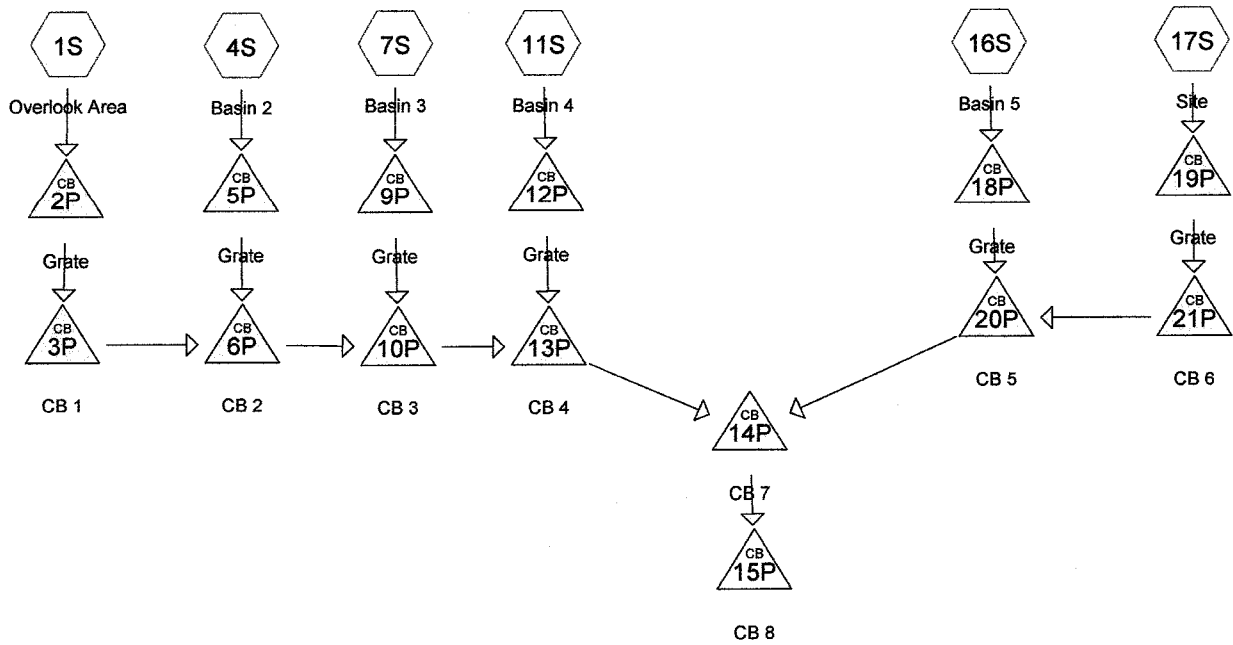 1S
4S
7S
11S
16S
17S
Overlook Area
Basin 2
Basin 3
Basin 4
Basin 5
Site
CB
2P
CB
5P
CB
9P
CB
12P
CB
18P
CB
19P
Grate
Grate
Grate
Grate
Grate
Grate
CB
3P
CB
6P
CB
10P
CB
13P
CB
20P
CB
21P
CB 1
CB 2
CB 3
CB 4
CB 5
CB 6
CB
14P
CB 7
CB
15P
CB 8